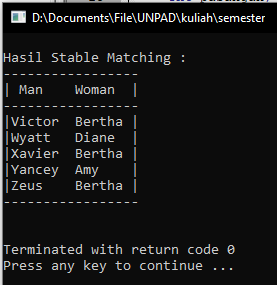 D:\Documents\File\UNPAD\kuliah\semester
Hasil Stable Matching :
-----------------
| Man    Woman  |
-----------------
|Victor  Bertha |
|Wyatt   Diane  |
|Xavier  Bertha |
|Yancey  Amy    |
|Zeus    Bertha |
-----------------
Terminated with return code 0
Press any key to continue ...